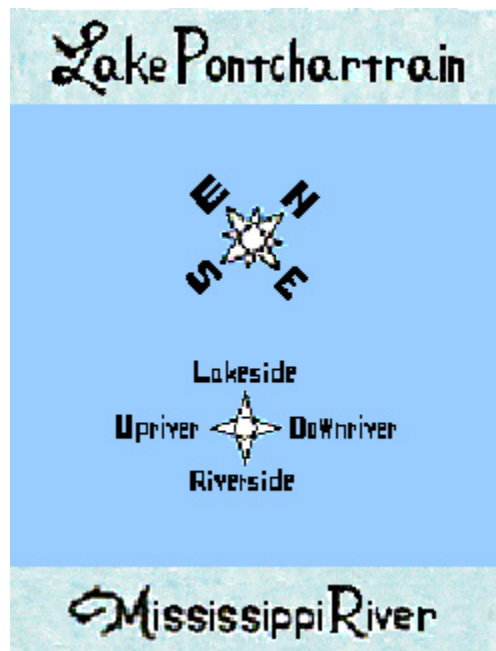 Lake Pontchartrain
W N
S E
Lakeside
Upriver DoWnriver
Riverside
Mississippi River